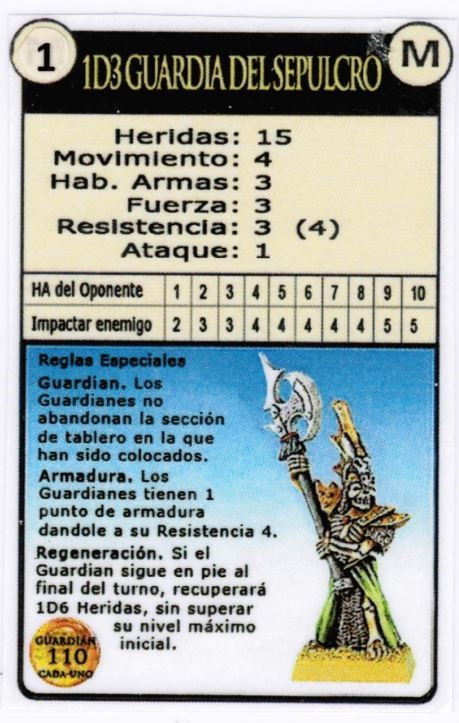 1
M
1D3 GUARDIA DEL SEPULCRO
Heridas: 15
Movimiento: 4
Hab. Armas: 3
Fuerza: 3
Resistencia: 3 (4)
Ataque: 1
HA del Oponente 1 2 3 4 5 6 7 8 9 10
Impactar enemigo 2 3 3 4 4 4 4 4 5 5
Reglas Especiales
Guardian. Los
Guardianes no
abandonan la sección
de tablero en la que
han sido colocados.
Armadura. Los
Guardianes tienen 1
punto de armadura
dandole a su Resistencia 4.
Regeneración. Si el
Guardian sigue en pie al
final del turno, recuperará
1D6 Heridas, sin superar
su nivel máximo
inicial.
GUARDIÁN
110
CADA UNO